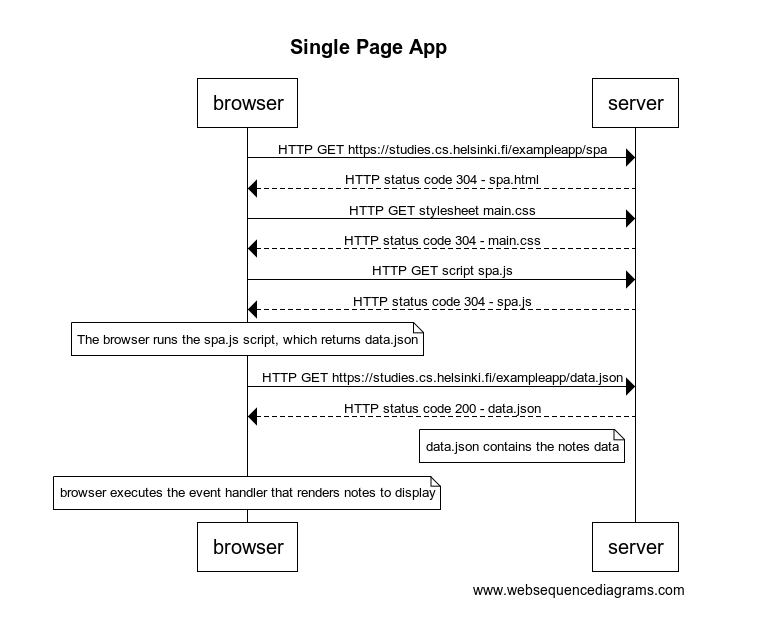 Single Page App
browser
server
HTTP GET https://studies.cs.helsinki.fi/exampleapp/spa
HTTP status code 304 - spa.html
HTTP GET stylesheet main.css
HTTP status code 304 - main.css
HTTP GET script spa.js
HTTP status code 304 - spa.js
The browser runs the spa.js script, which returns data.json
HTTP GET https://studies.cs.helsinki.fi/exampleapp/data.json
HTTP status code 200 - data.json
data.json contains the notes data
browser executes the event handler that renders notes to display
browser
server
www.websequencediagrams.com